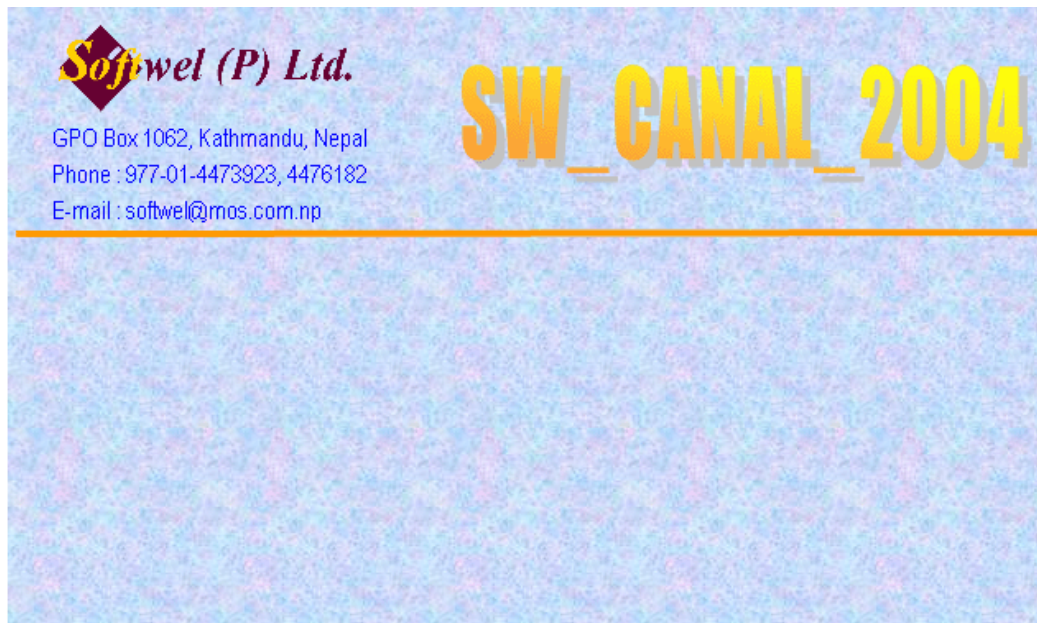 Softwel (P) Ltd.
GPO Box 1062, Kathmandu, Nepal
Phone : 977-01-4473923, 4476182
E-mail : softwel@mos.com.np
SW_CANAL_2004